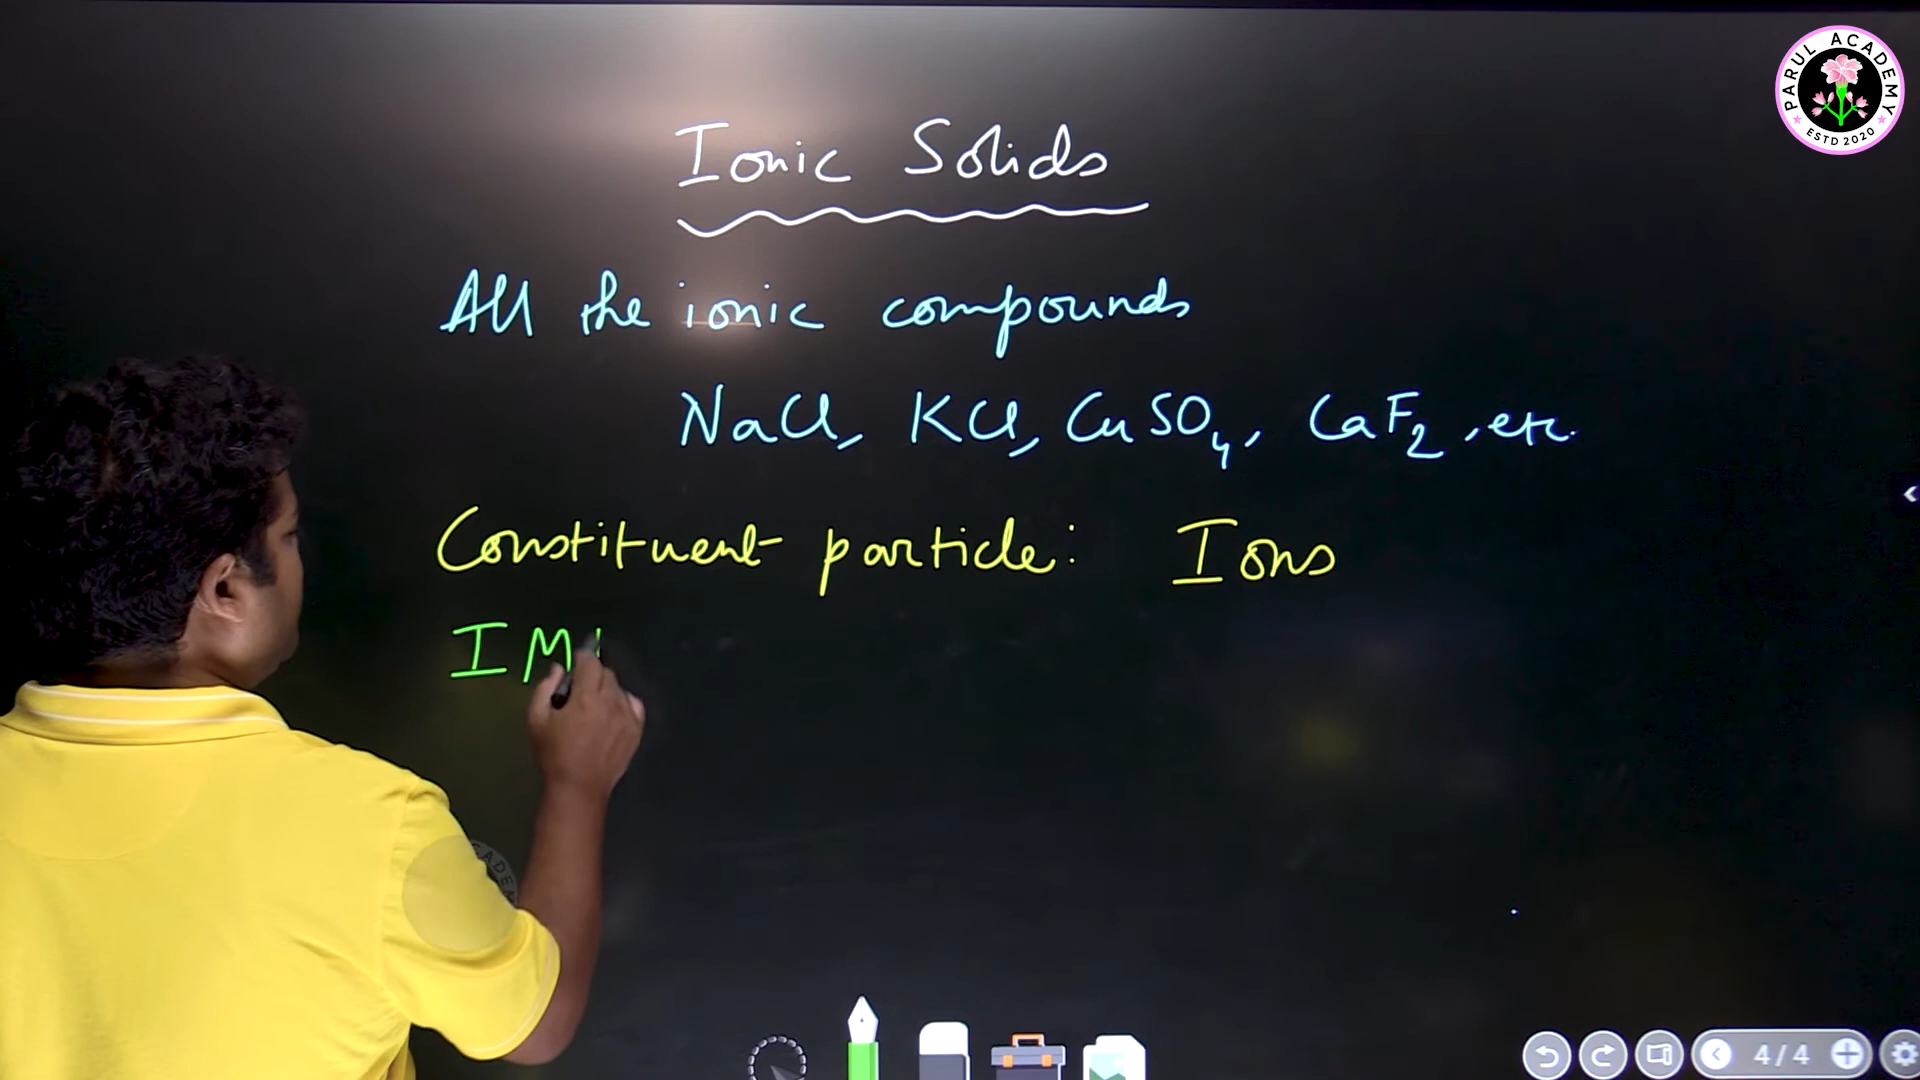 PARUL ACADEMY
ESTD 2020
Ionic Solids
All the ionic compounds
NaCl, KCl, CuSO₄, CaF₂, etc.
Constituent particle: Ions
IM
4/4